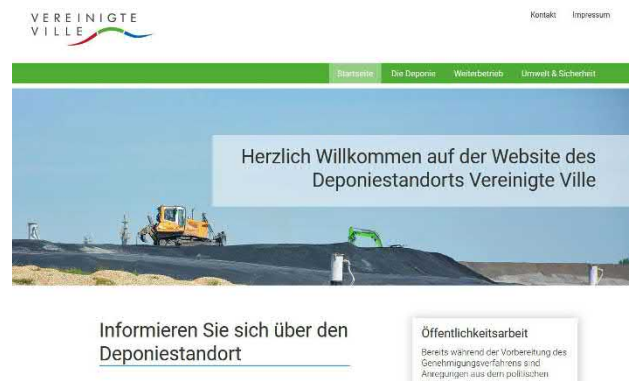 VEREINIGTE
VILLE
Kontakt Impressum
Startseite Die Deponie Weiterbetrieb Umwelt & Sicherheit
Herzlich Willkommen auf der Website des
Deponiestandorts Vereinigte Ville
Informieren Sie sich über den
Deponiestandort
Öffentlichkeitsarbeit
Bereits während der Vorbereitung des
Genehmigungsverfahrens sind
Anregungen aus dem politischen